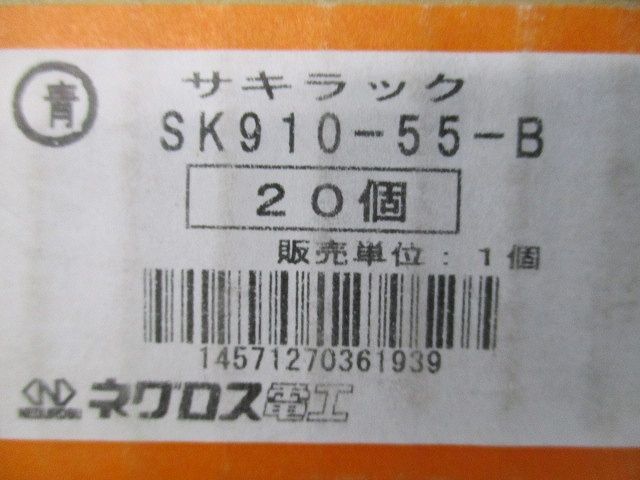 青
サキラック
SK910-55-B
20個
販売単位:1個
14571270361939
NEGUROSU ネグロス電工